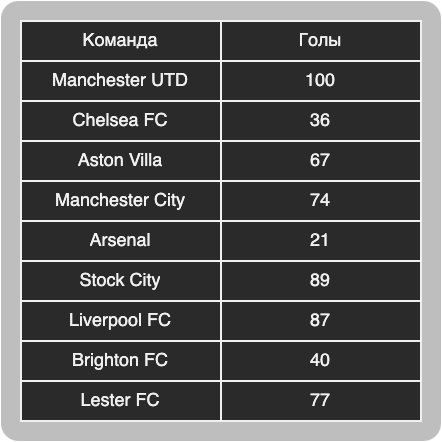 Команда Голы
Manchester UTD 100
Chelsea FC 36
Aston Villa 67
Manchester City 74
Arsenal 21
Stock City 89
Liverpool FC 87
Brighton FC 40
Lester FC 77